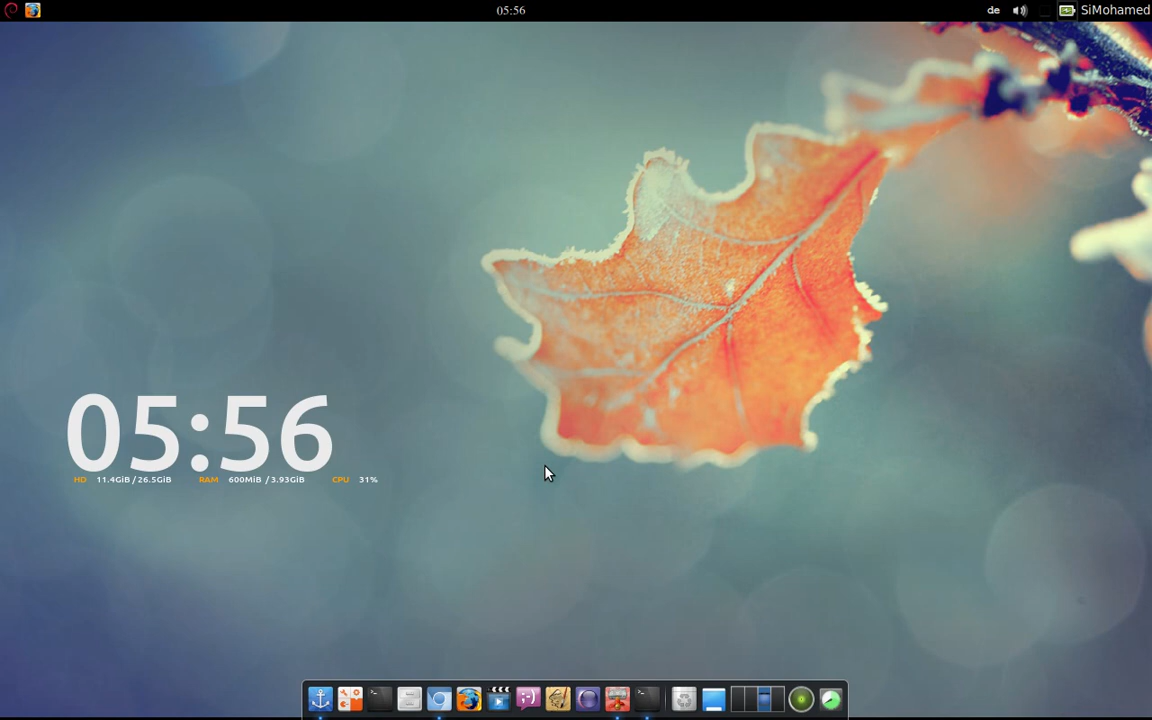 05:56 de SiMohamed
05:56
HD 11.4GiB / 26.5GiB RAM 600MiB / 3.93GiB CPU 31%